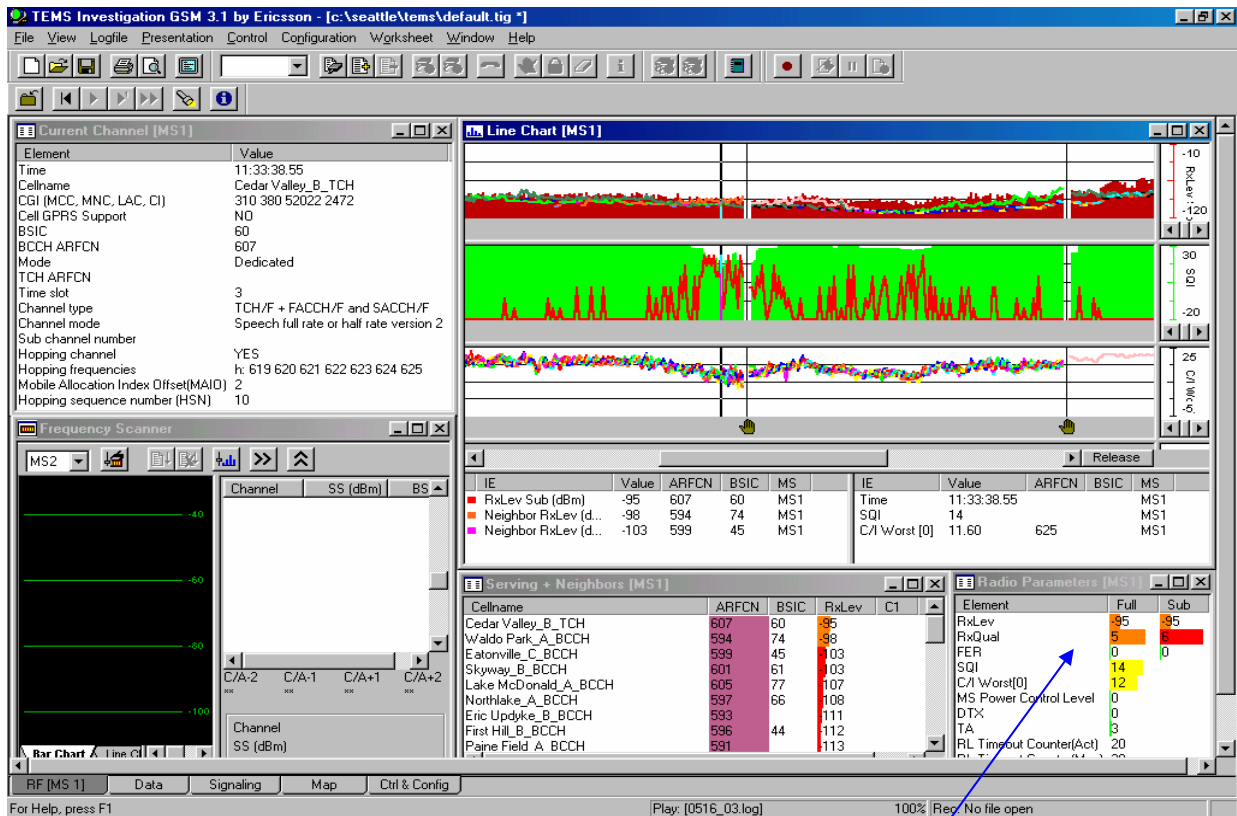 TEMS Investigation GSM 3.1 by Ericsson - [c:\seattle\tems\default.tig *]
File View Logfile Presentation Control Configuration Worksheet Window Help
Current Channel [MS1]
Element Value
Time 11:33:38.55
Cellname Cedar Valley_B_TCH
CGI (MCC, MNC, LAC, CI) 310 380 52022 2472
Cell GPRS Support NO
BSIC 60
BCCH ARFCN 607
Mode Dedicated
TCH ARFCN
Time slot 3
Channel type TCH/F + FACCH/F and SACCH/F
Channel mode Speech full rate or half rate version 2
Sub channel number
Hopping channel YES
Hopping frequencies h: 619 620 621 622 623 624 625
Mobile Allocation Index Offset(MAIO) 2
Hopping sequence number (HSN) 10
Line Chart [MS1]
-10
RxLev
-120
30
SQI
-20
25
C/I Wc
-5
Release
IE Value ARFCN BSIC MS
RxLev Sub (dBm) -95 607 60 MS1
Neighbor RxLev (d... -98 594 74 MS1
Neighbor RxLev (d... -103 599 45 MS1
IE Value ARFCN BSIC MS
Time 11:33:38.55 MS1
SQI 14 MS1
C/I Worst [0] 11.60 625 MS1
Frequency Scanner
MS2
Channel SS (dBm) BS
-40
-60
-80
-100
C/A-2 C/A-1 C/A+1 C/A+2
** ** ** **
Channel
SS (dBm)
Bar Chart Line Cl
Serving + Neighbors [MS1]
Cellname ARFCN BSIC RxLev C1
Cedar Valley_B_TCH 607 60 -95
Waldo Park_A_BCCH 594 74 -98
Eatonville_C_BCCH 599 45 -103
Skyway_B_BCCH 601 61 -103
Lake McDonald_A_BCCH 605 77 -107
Northlake_A_BCCH 597 66 -108
Eric Updyke_B_BCCH 593 -111
First Hill_B_BCCH 596 44 -112
Paine Field A BCCH 591 -113
Radio Parameters [MS1]
Element Full Sub
RxLev -95 -95
RxQual 5 6
FER 0 0
SQI 14
C/I Worst[0] 12
MS Power Control Level 0
DTX 0
TA 3
RL Timeout Counter(Act) 20
RF [MS 1] Data Signaling Map Ctrl & Config
For Help, press F1 Play: [0516_03.log] 100% Rec: No file open